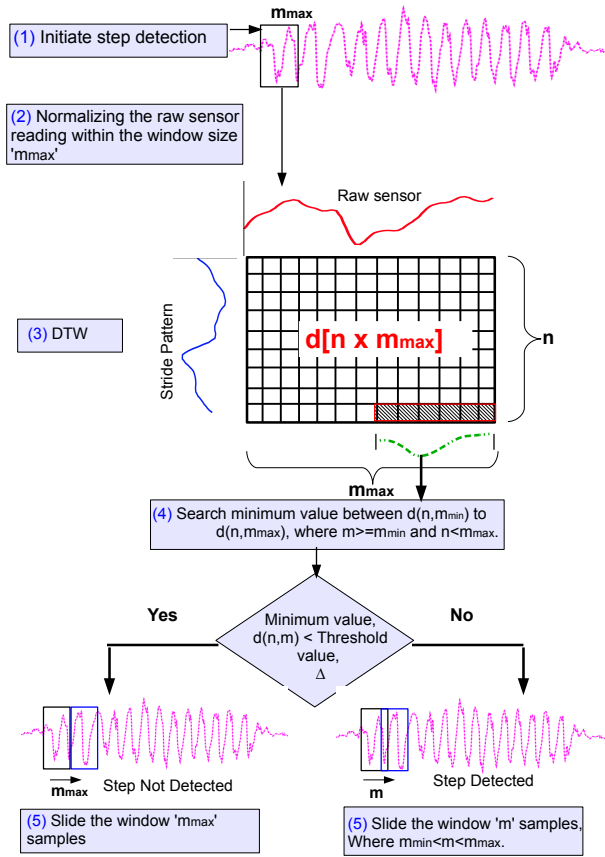 mmax
(1) Initiate step detection
(2) Normalizing the raw sensor
reading within the window size
'mmax'
Raw sensor
Stride Pattern
(3) DTW
d[n x mmax]
n
mmax
(4) Search minimum value between d(n,mmin) to
d(n,mmax), where m>=mmin and n<mmax.
Yes
No
Minimum value,
d(n,m) < Threshold
value,
Δ
mmax
Step Not Detected
m
Step Detected
(5) Slide the window 'mmax'
samples
(5) Slide the window 'm' samples,
Where mmin<m<mmax.